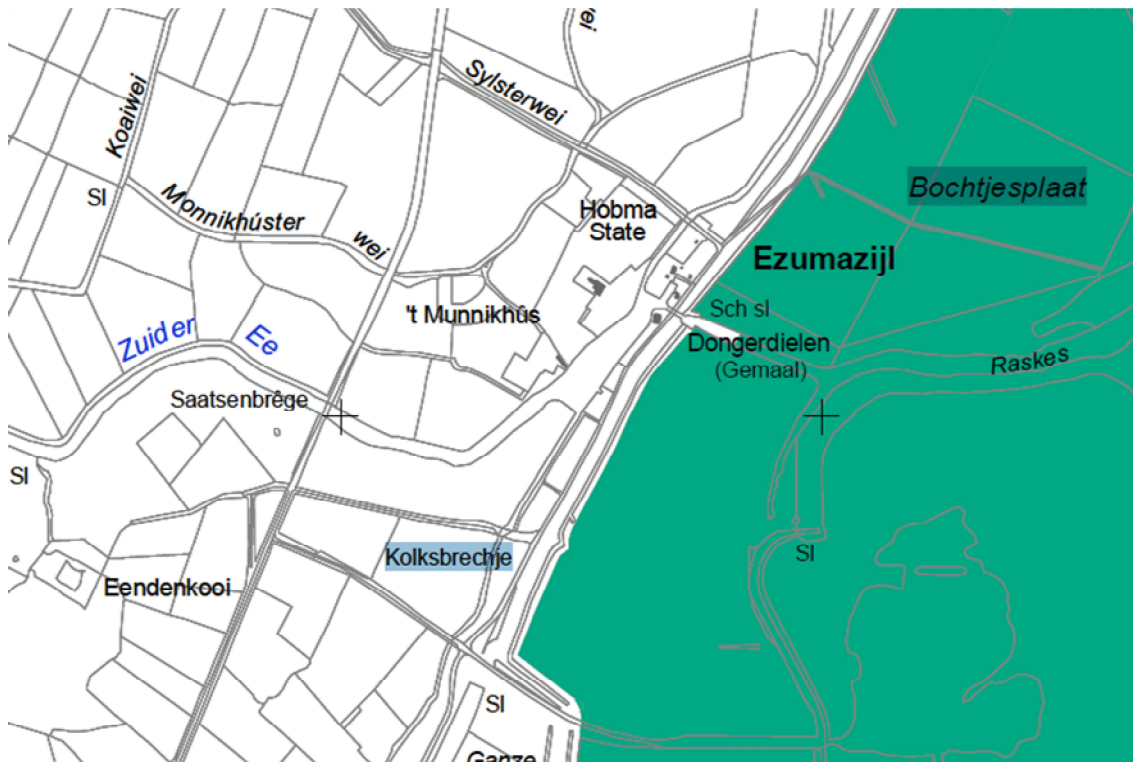 Koaiwei
Sylsterwei
ei
Sl
Monnikhúster
wei
Hobma
State
Bochtjesplaat
Ezumazijl
't Munnikhûs
Sch sl
Dongerdielen
(Gemaal)
Raskes
Zuider
Ee
Saatsenbrêge
Sl
Kolksbrechje
Sl
Eendenkooi
Sl
Ganze